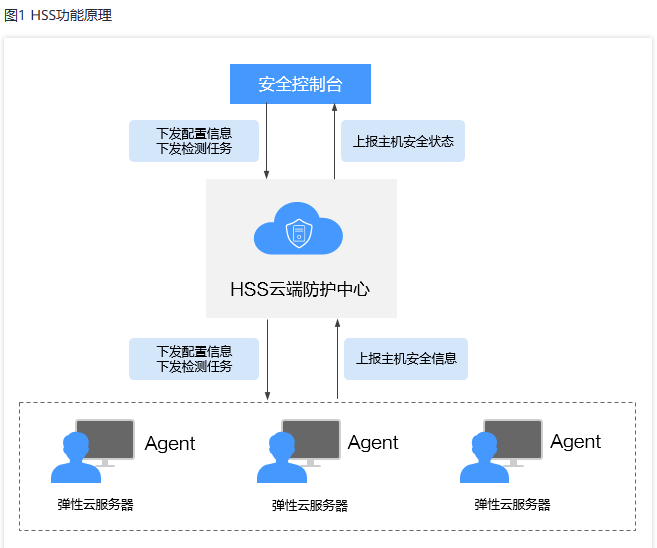 图1 HSS功能原理
安全控制台
下发配置信息
下发检测任务
上报主机安全状态
HSS云端防护中心
下发配置信息
下发检测任务
上报主机安全信息
Agent
Agent
Agent
弹性云服务器
弹性云服务器
弹性云服务器